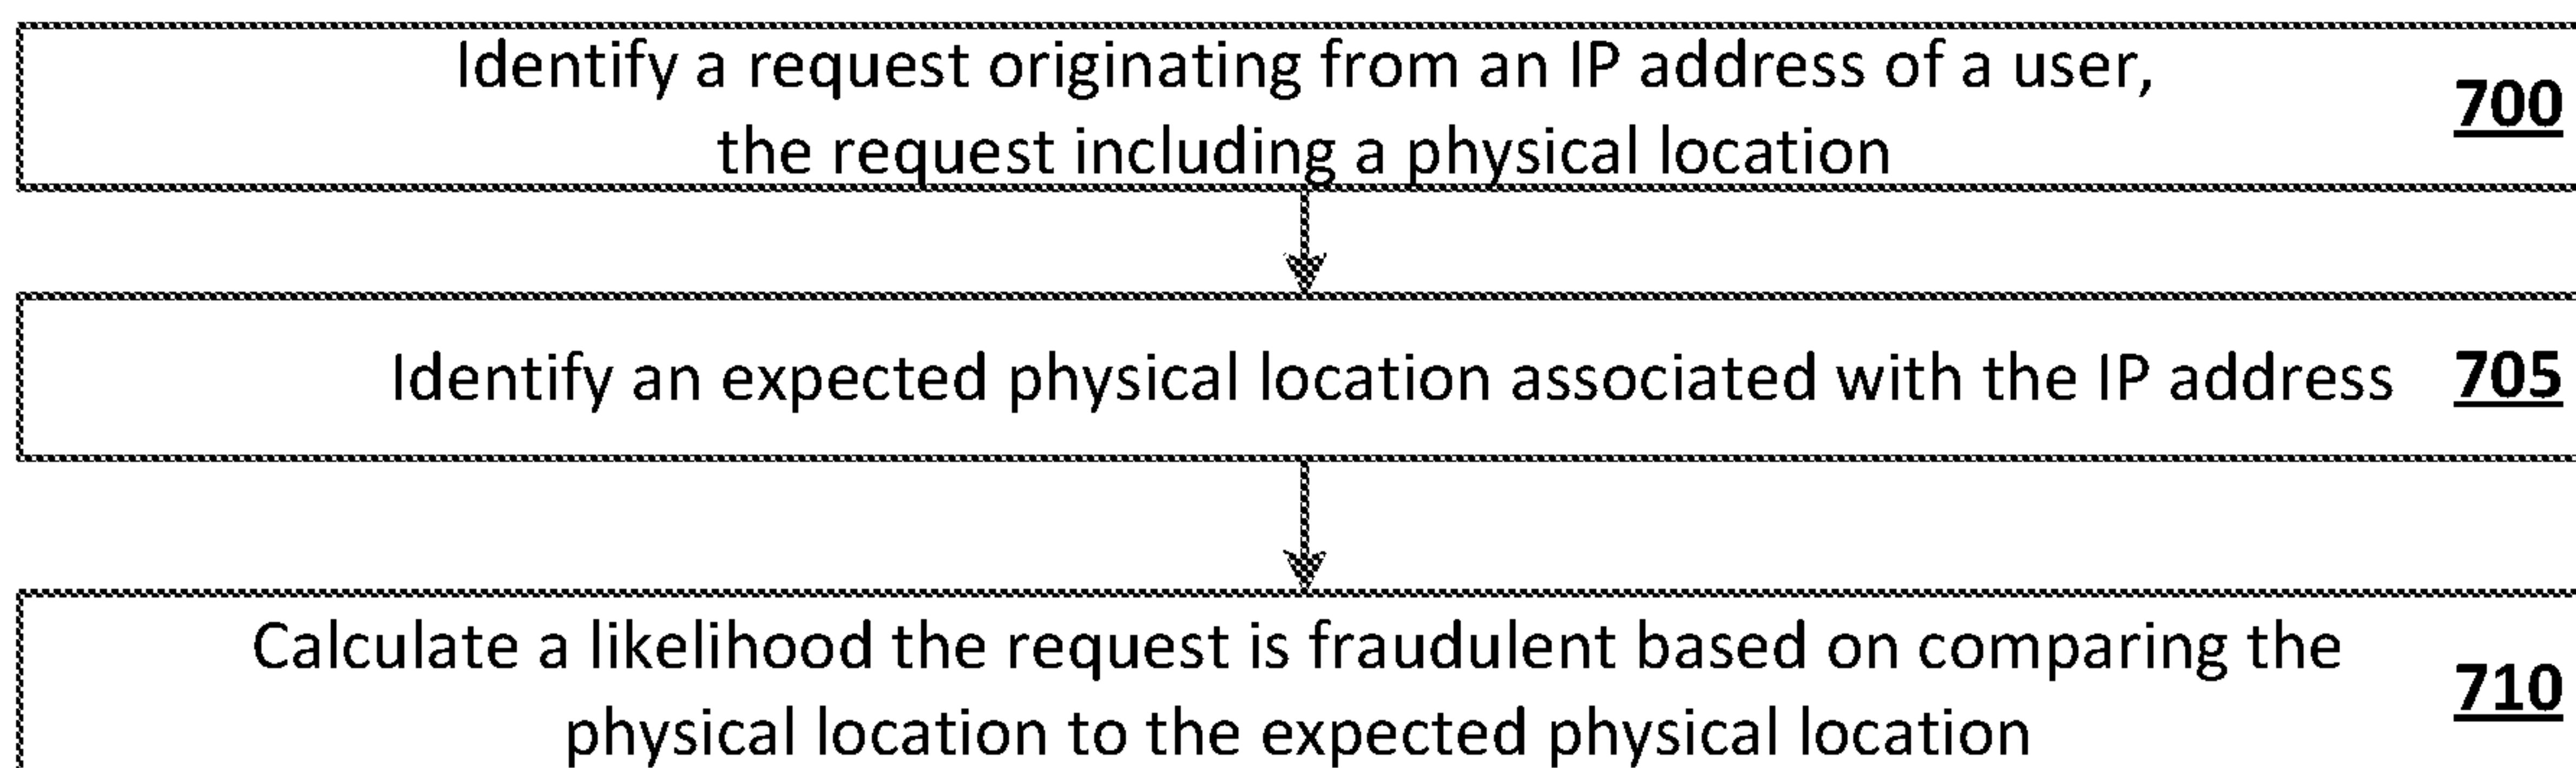 Identify a request originating from an IP address of a user,
the request including a physical location
700
Identify an expected physical location associated with the IP address 705
Calculate a likelihood the request is fraudulent based on comparing the
physical location to the expected physical location
710